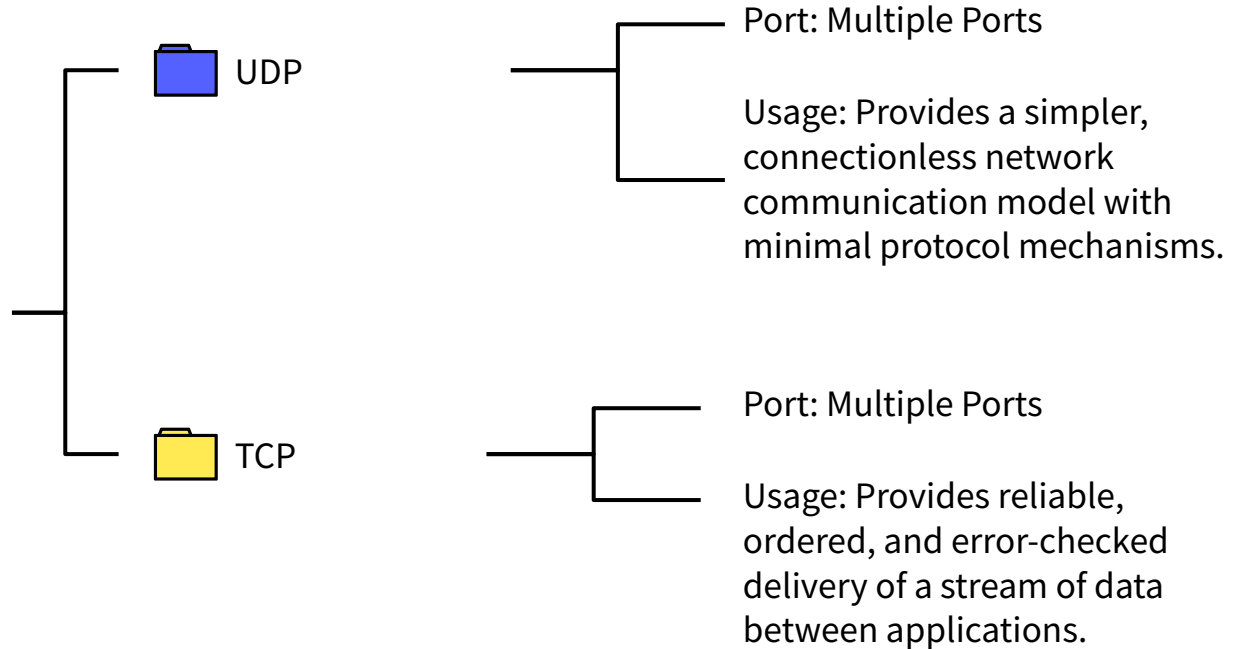 Port: Multiple Ports
UDP
Usage: Provides a simpler,
connectionless network
communication model with
minimal protocol mechanisms.
Port: Multiple Ports
TCP
Usage: Provides reliable,
ordered, and error-checked
delivery of a stream of data
between applications.